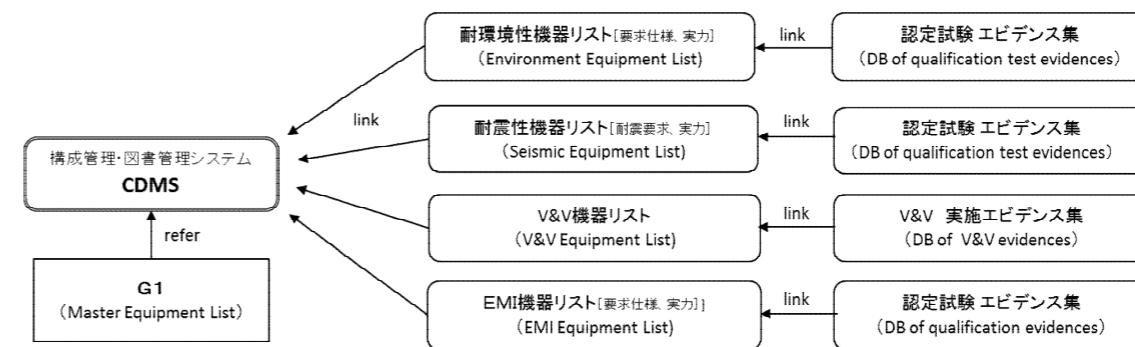 耐環境性機器リスト[要求仕様、実力]
(Environment Equipment List)
link
認定試験 エビデンス集
(DB of qualification test evidences)
link
耐震性機器リスト[耐震要求、実力]
(Seismic Equipment List)
link
認定試験 エビデンス集
(DB of qualification test evidences)
構成管理・図書管理システム
CDMS
V&V機器リスト
(V&V Equipment List)
link
V&V 実施エビデンス集
(DB of V&V evidences)
refer
G1
(Master Equipment List)
EMI機器リスト[要求仕様、実力]}
(EMI Equipment List)
link
認定試験 エビデンス集
(DB of qualification evidences)